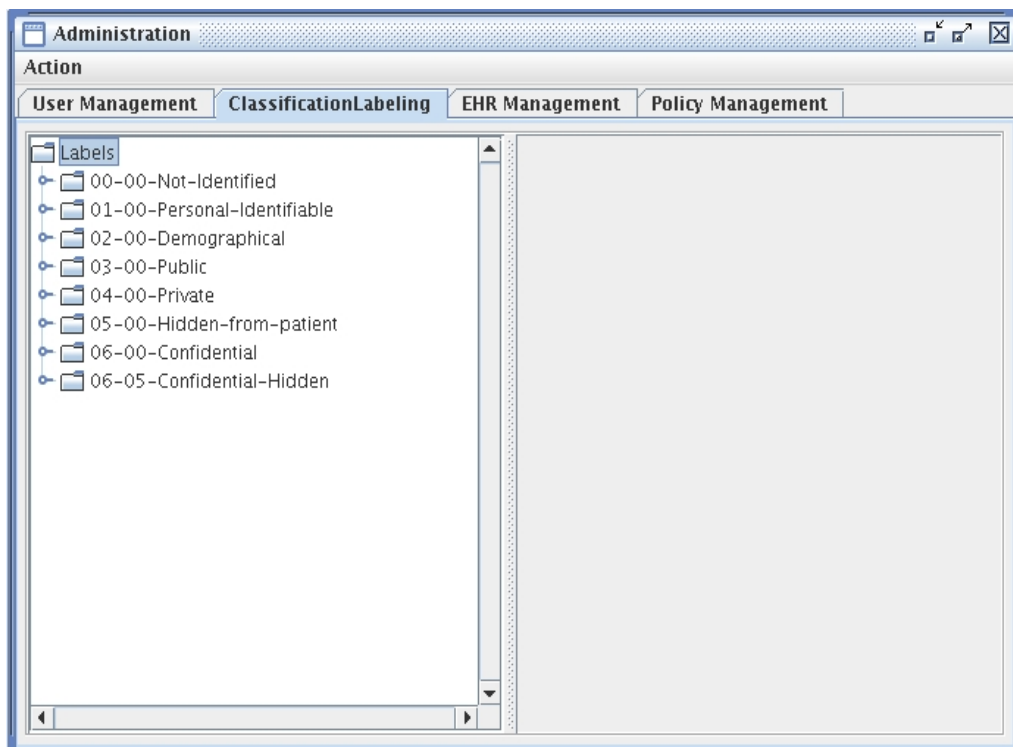 Administration
Action
User Management ClassificationLabeling EHR Management Policy Management
Labels
00-00-Not-Identified
01-00-Personal-Identifiable
02-00-Demographical
03-00-Public
04-00-Private
05-00-Hidden-from-patient
06-00-Confidential
06-05-Confidential-Hidden